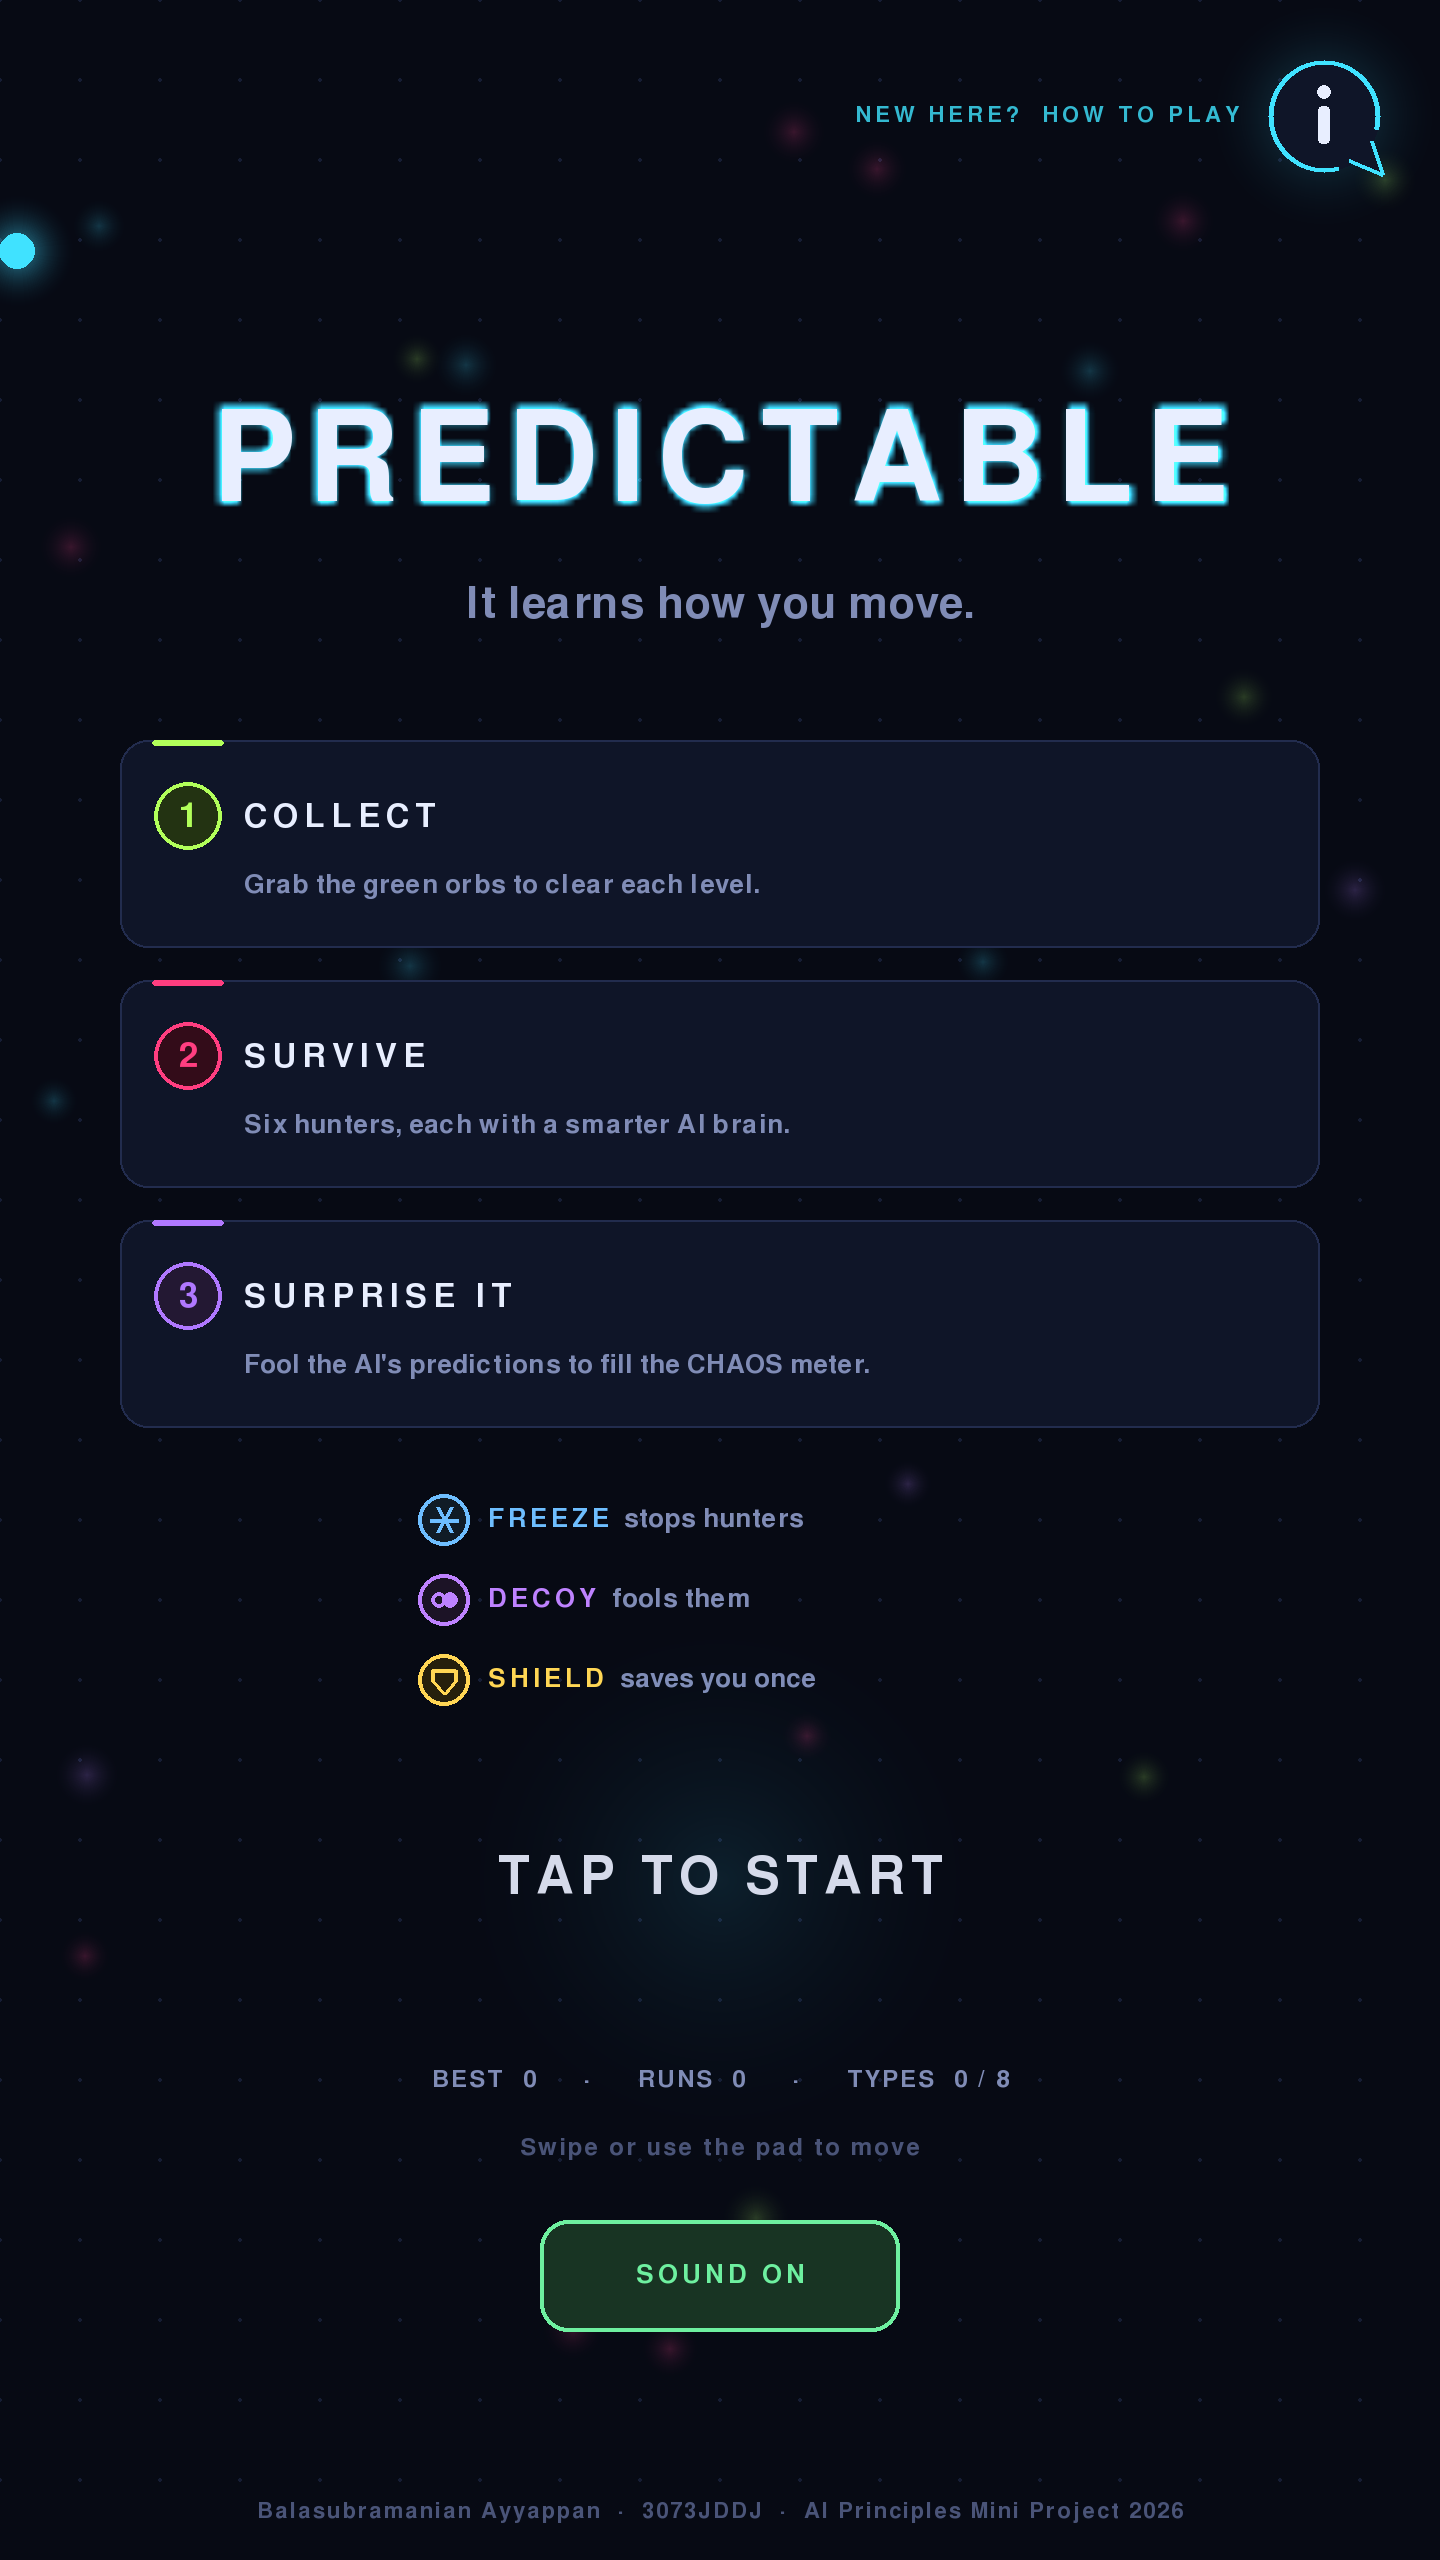 NEW HERE? HOW TO PLAY
i
PREDICTABLE
It learns how you move.
1 COLLECT
Grab the green orbs to clear each level.
2 SURVIVE
Six hunters, each with a smarter AI brain.
3 SURPRISE IT
Fool the AI's predictions to fill the CHAOS meter.
FREEZE stops hunters
DECOY fools them
SHIELD saves you once
TAP TO START
BEST 0 · RUNS 0 · TYPES 0 / 8
Swipe or use the pad to move
SOUND ON
Balasubramanian Ayyappan · 3073JDDJ · AI Principles Mini Project 2026